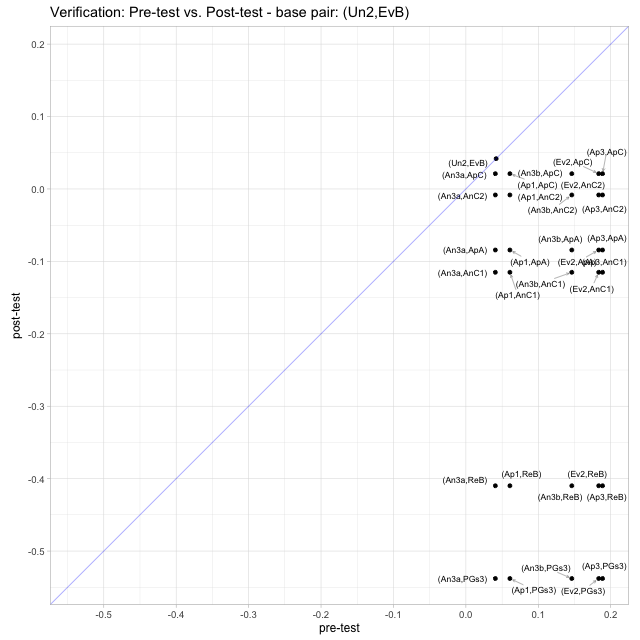 Verification: Pre-test vs. Post-test - base pair: (Un2,EvB)
0.2
0.1
(Ap3,ApC)
(Un2,EvB)
(Ev2,ApC)
(An3a,ApC)
(An3b,ApC)
(Ap1,ApC)
(Ev2,AnC2)
0.0
(An3a,AnC2)
(Ap1,AnC2)
(An3b,AnC2)
(Ap3,AnC2)
(An3b,ApA)
(Ap3,ApA)
(An3a,ApA)
(Ap1,ApA)
(Ev2,ApA)
(Ap3,AnC1)
-0.1
(An3a,AnC1)
(An3b,AnC1)
(Ap1,AnC1)
(Ev2,AnC1)
-0.2
post-test
-0.3
-0.4
(An3a,ReB)
(Ap1,ReB)
(Ev2,ReB)
(An3b,ReB)
(Ap3,ReB)
-0.5
(An3b,PGs3)
(Ap3,PGs3)
(An3a,PGs3)
(Ap1,PGs3)
(Ev2,PGs3)
-0.5
-0.4
-0.3
-0.2
-0.1
0.0
0.1
0.2
pre-test